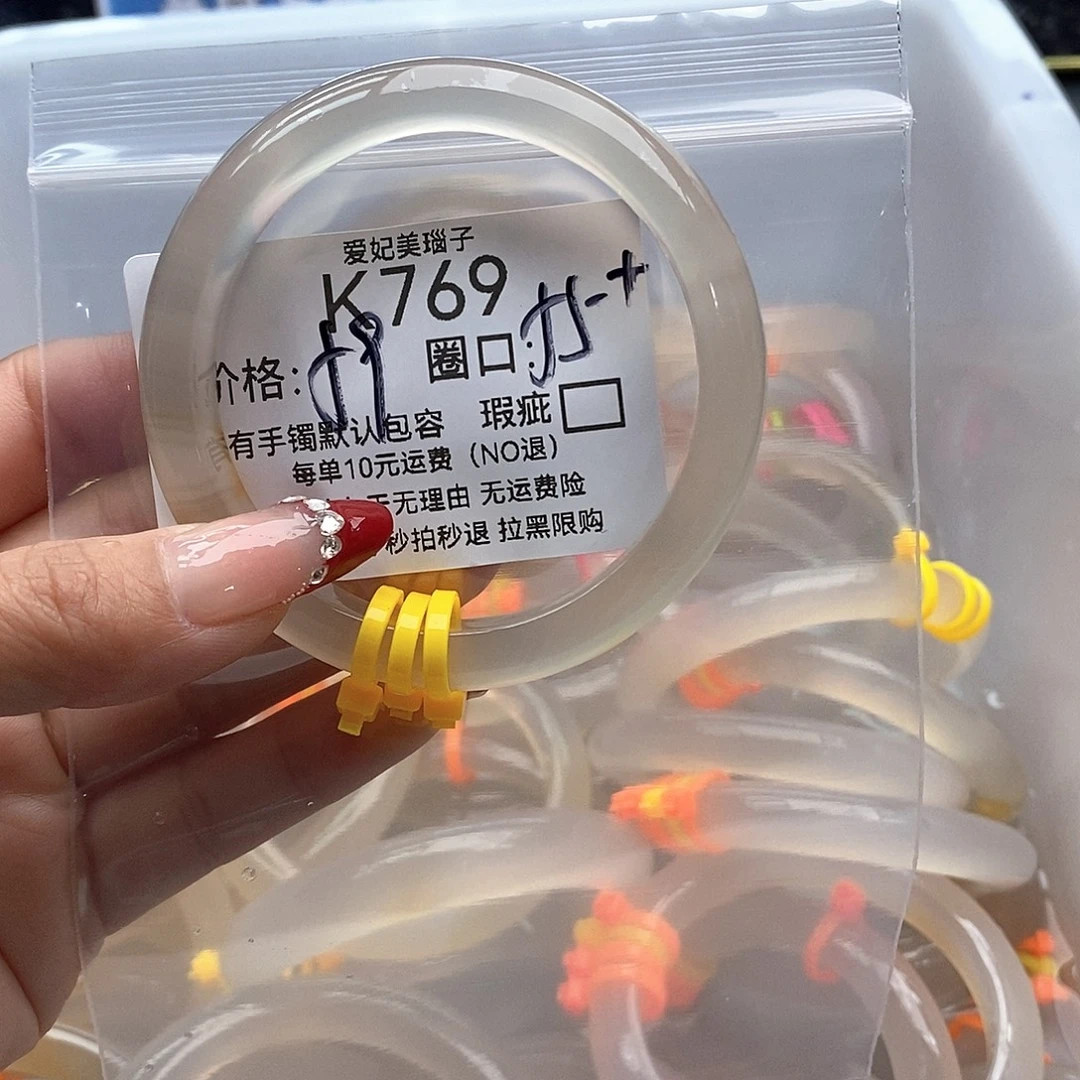 爱妃美瑙子
K769
价格: 59 圈口: 55-+
有手镯默认包容 瑕疵
每单10元运费（NO退）
无理由 无运费险
秒拍秒退 拉黑限购